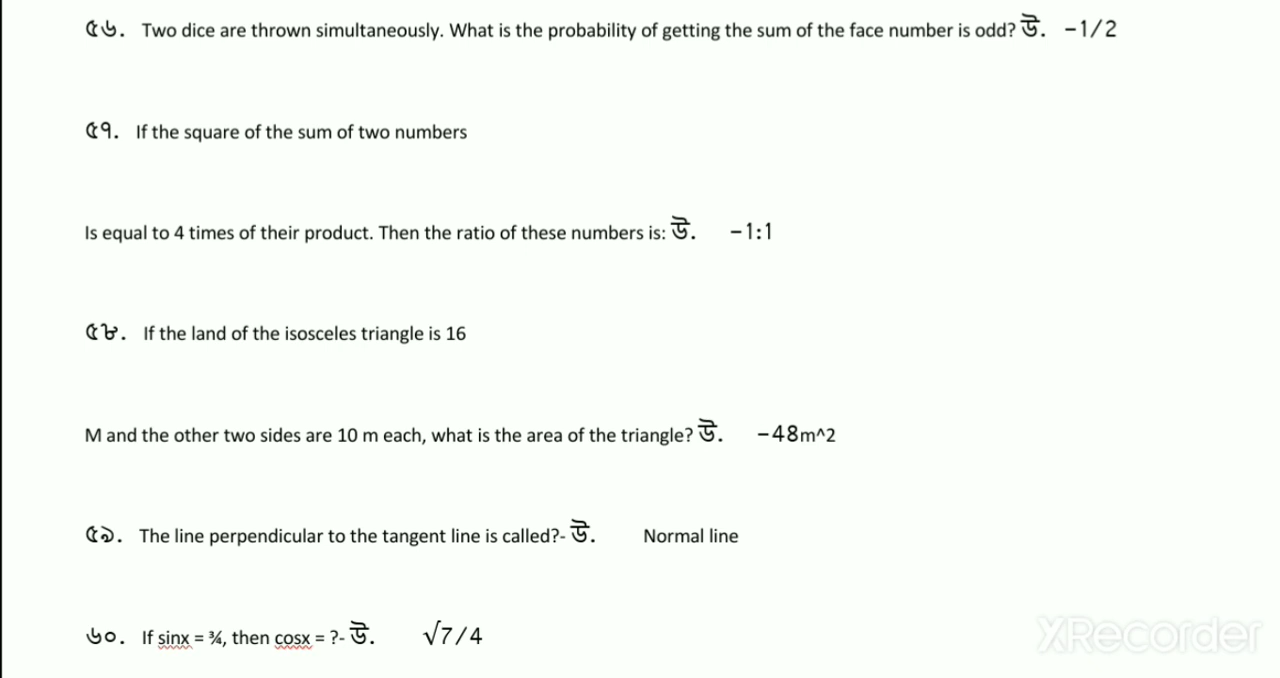 ৫৬. Two dice are thrown simultaneously. What is the probability of getting the sum of the face number is odd? উ. -1/2
৫৭. If the square of the sum of two numbers
Is equal to 4 times of their product. Then the ratio of these numbers is: উ. -1:1
৫৮. If the land of the isosceles triangle is 16
M and the other two sides are 10 m each, what is the area of the triangle? উ. -48m^2
৫৯. The line perpendicular to the tangent line is called?- উ. Normal line
৬০. If sinx = ¾, then cosx = ?- উ. √7/4
XRecorder